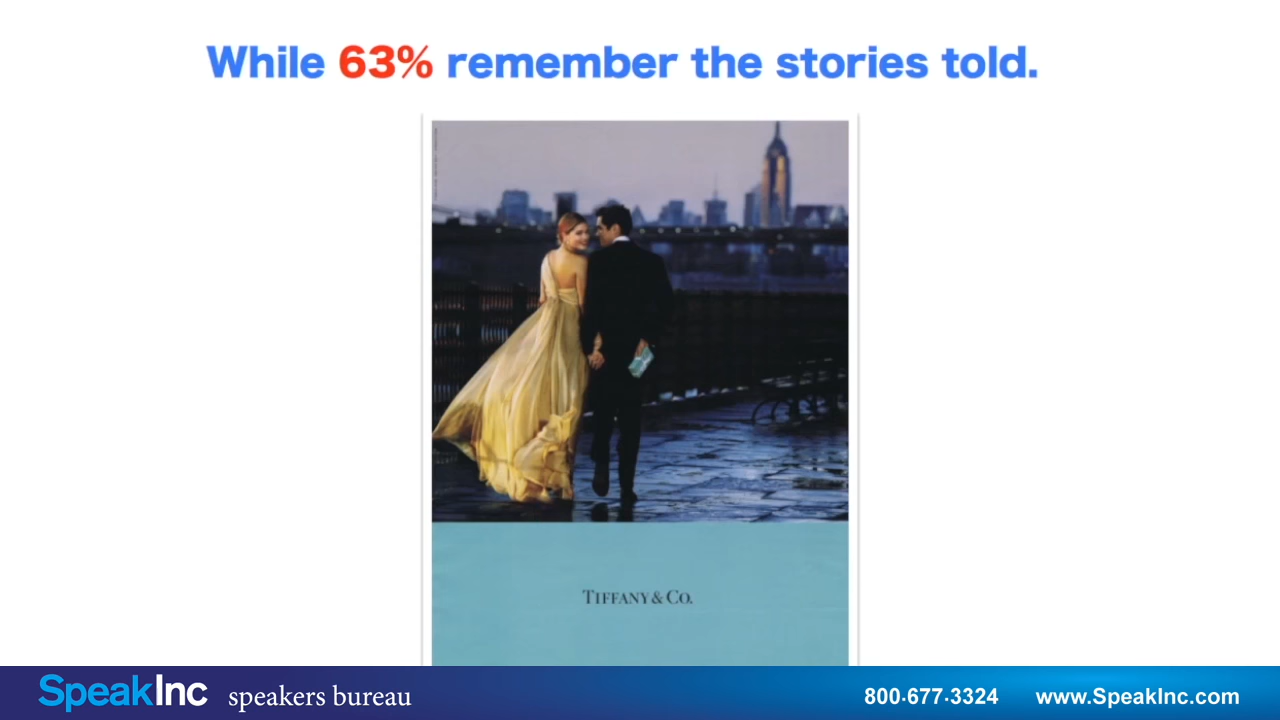 While 63% remember the stories told.
TIFFANY & CO.
SpeakInc speakers bureau 800-677-3324 www.SpeakInc.com